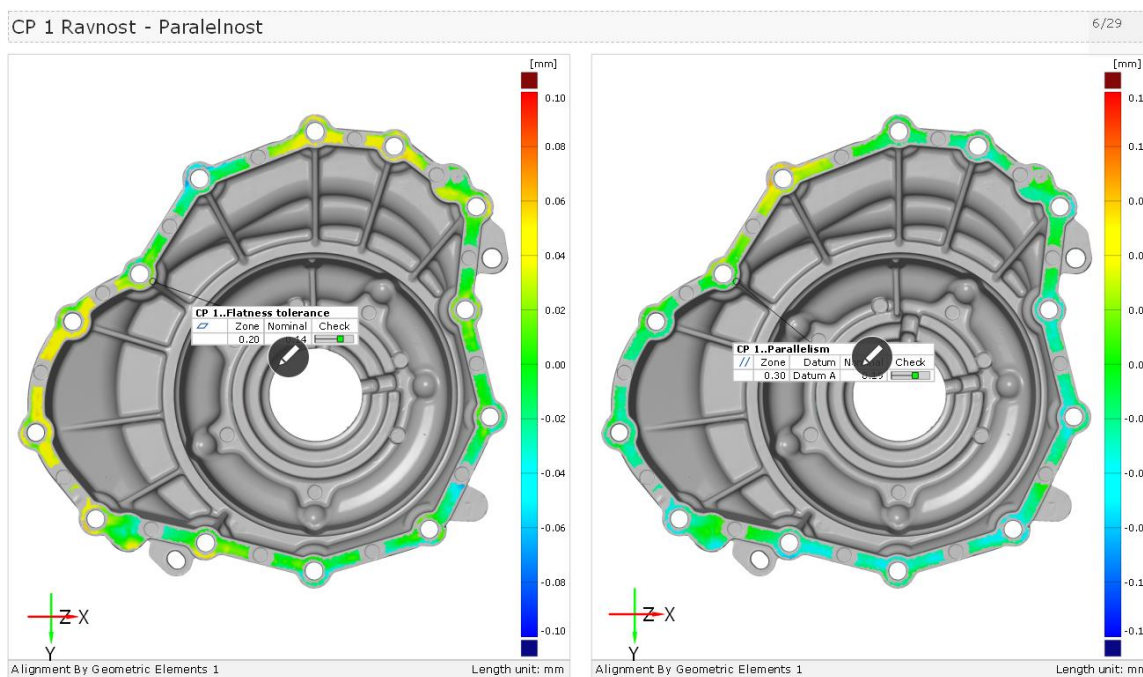 CP 1 Ravnost - Paralelnost
6/29
[mm]
0.10
0.08
0.06
0.04
0.02
0.00
-0.02
-0.04
-0.06
-0.08
-0.10
CP 1..Flatness tolerance
Zone Nominal Check
0.20
Z X
Y
Alignment By Geometric Elements 1
Length unit: mm
[mm]
CP 1..Parallelism
// Zone Datum Check
0.30 Datum A
Z X
Y
Alignment By Geometric Elements 1
Length unit: mm